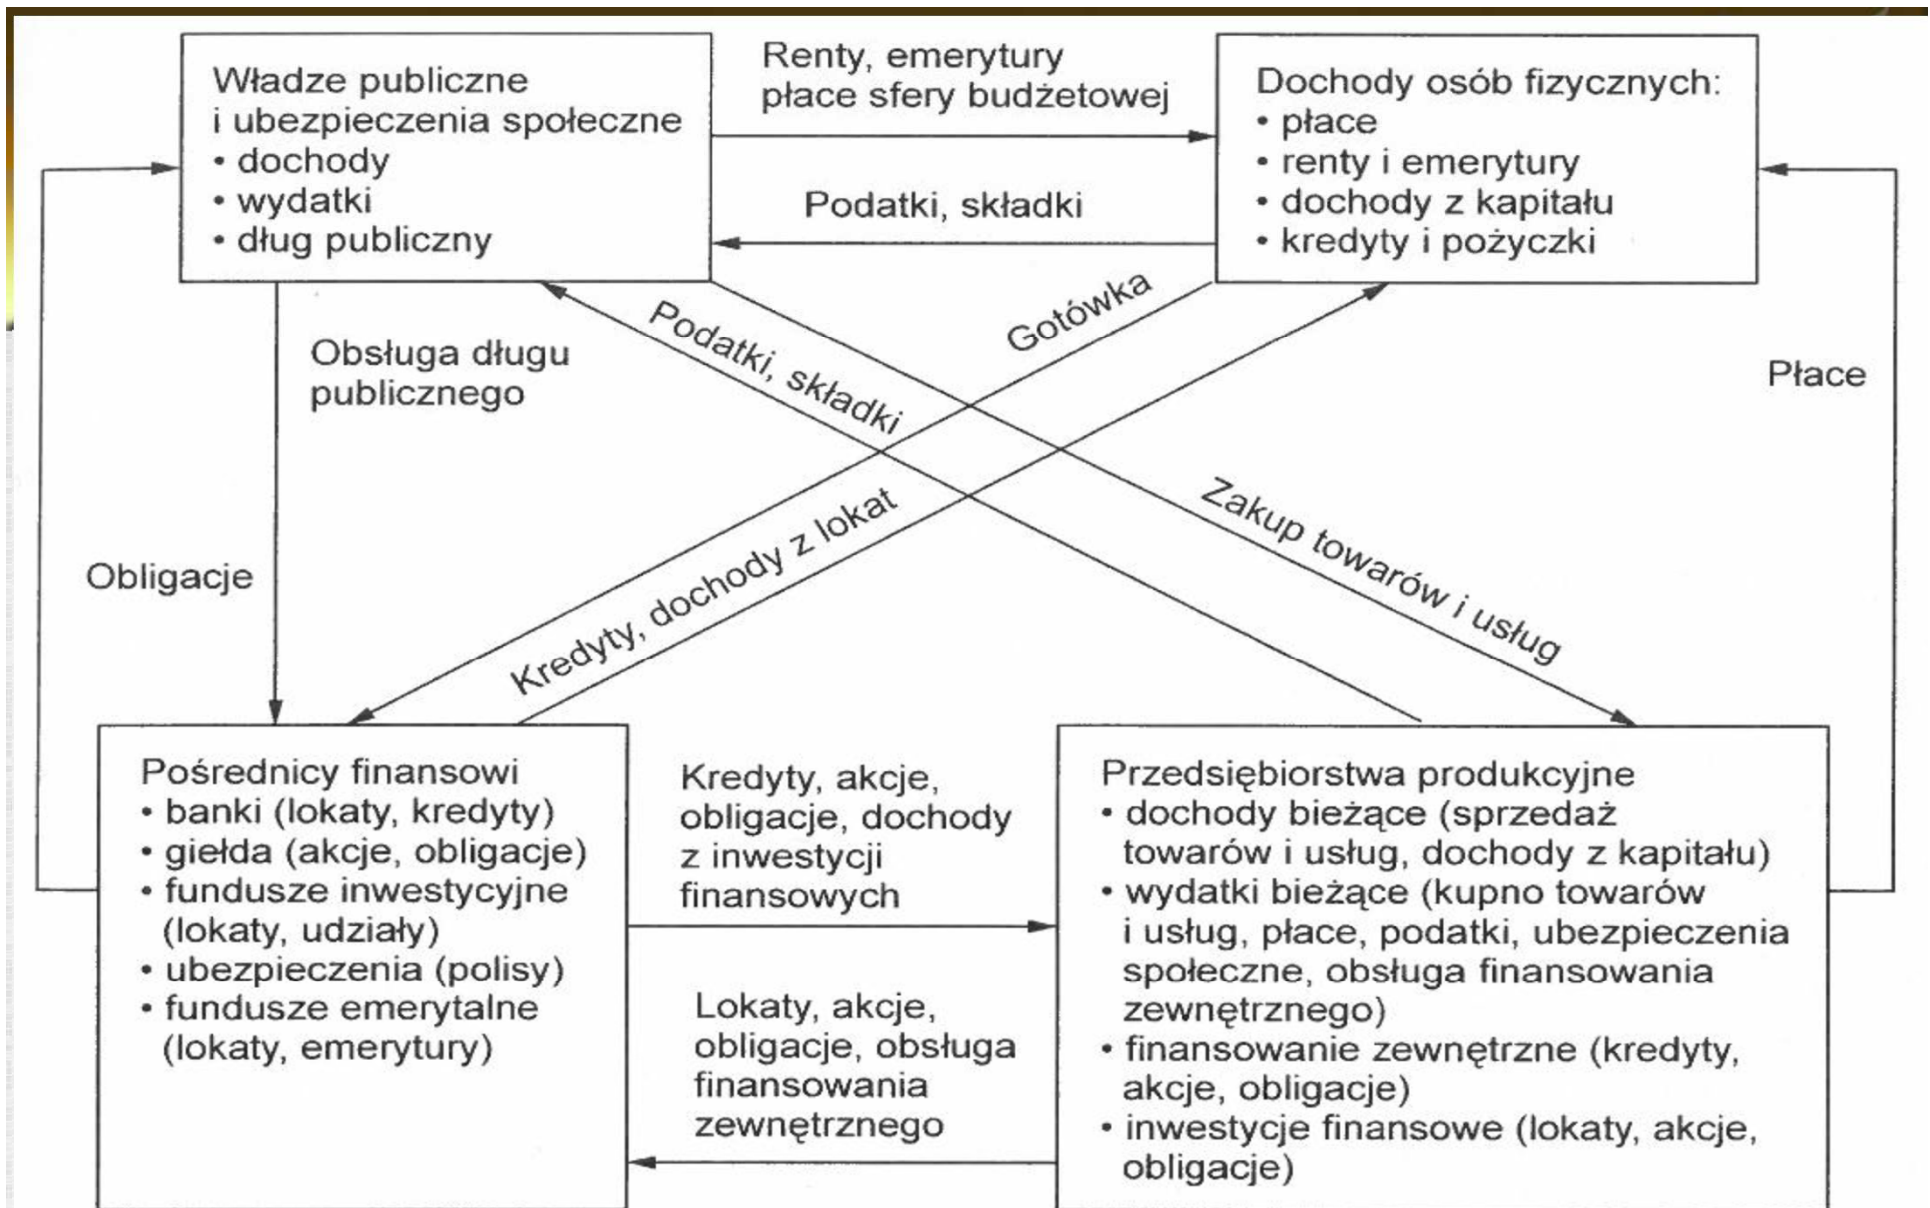 Władze publiczne
i ubezpieczenia społeczne
• dochody
• wydatki
• dług publiczny
Renty, emerytury
płace sfery budżetowej
Podatki, składki
Dochody osób fizycznych:
• płace
• renty i emerytury
• dochody z kapitału
• kredyty i pożyczki
Obsługa długu
publicznego
Podatki, składki
Gotówka
Płace
Obligacje
Kredyty, dochody z lokat
Zakup towarów i usług
Pośrednicy finansowi
• banki (lokaty, kredyty)
• giełda (akcje, obligacje)
• fundusze inwestycyjne
(lokaty, udziały)
• ubezpieczenia (polisy)
• fundusze emerytalne
(lokaty, emerytury)
Kredyty, akcje,
obligacje, dochody
z inwestycji
finansowych
Lokaty, akcje,
obligacje, obsługa
finansowania
zewnętrznego
Przedsiębiorstwa produkcyjne
• dochody bieżące (sprzedaż
towarów i usług, dochody z kapitału)
• wydatki bieżące (kupno towarów
i usług, płace, podatki, ubezpieczenia
społeczne, obsługa finansowania
zewnętrznego)
• finansowanie zewnętrzne (kredyty,
akcje, obligacje)
• inwestycje finansowe (lokaty, akcje,
obligacje)